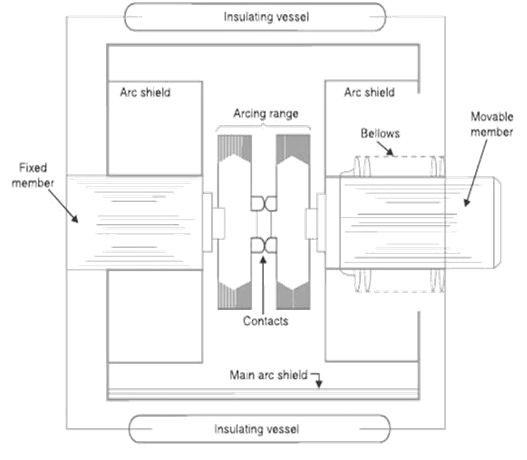 Insulating vessel
Arc shield
Arcing range
Arc shield
Bellows
Movable
member
Fixed
member
Contacts
Main arc shield
Insulating vessel